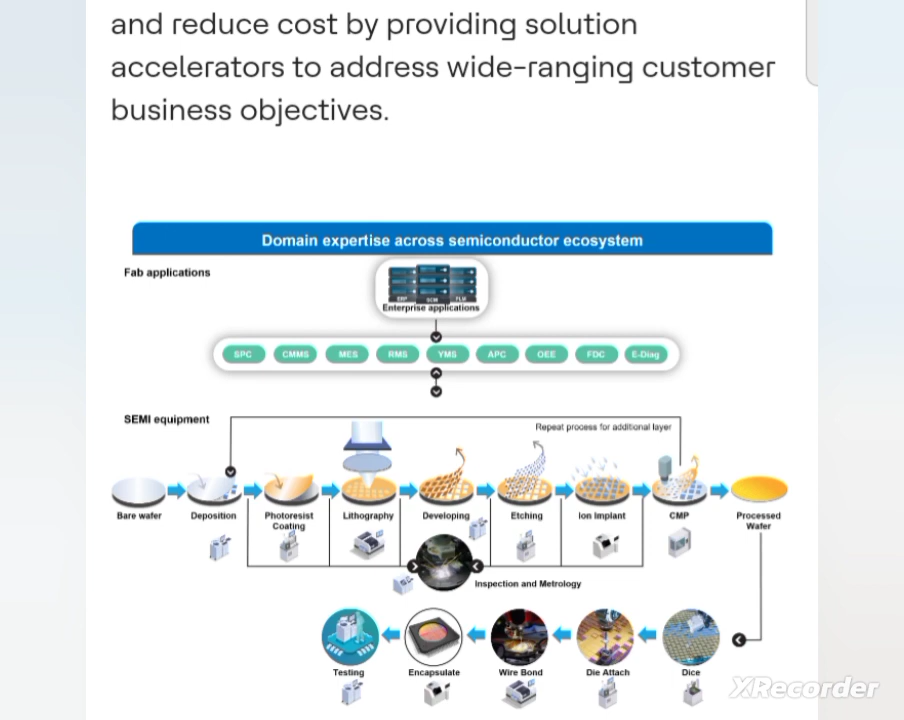 and reduce cost by providing solution
accelerators to address wide-ranging customer
business objectives.
Domain expertise across semiconductor ecosystem
Fab applications
ERP SCM PLM
Enterprise applications
SPC CMMS MES RMS YMS APC OEE FDC E-Diag
SEMI equipment
Repeat process for additional layer
Bare wafer Deposition Photoresist Lithography Developing Etching Ion Implant CMP Processed
Coating Wafer
Inspection and Metrology
Testing Encapsulate Wire Bond Die Attach Dice
XRecorder